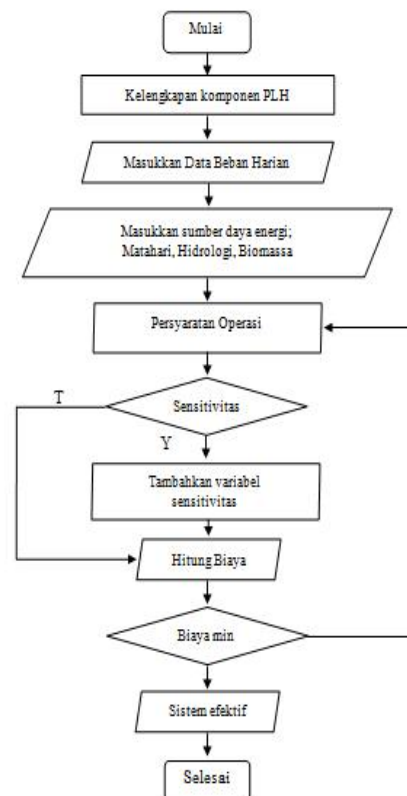 Mulai
Kelengkapan komponen PLH
Masukkan Data Beban Harian
Masukkan sumber daya energi;
Matahari, Hidrologi, Biomassa
Persyaratan Operasi
T
Sensitivitas
Y
Tambahkan variabel
sensitivitas
Hitung Biaya
Biaya min
Sistem efektif
Selesai